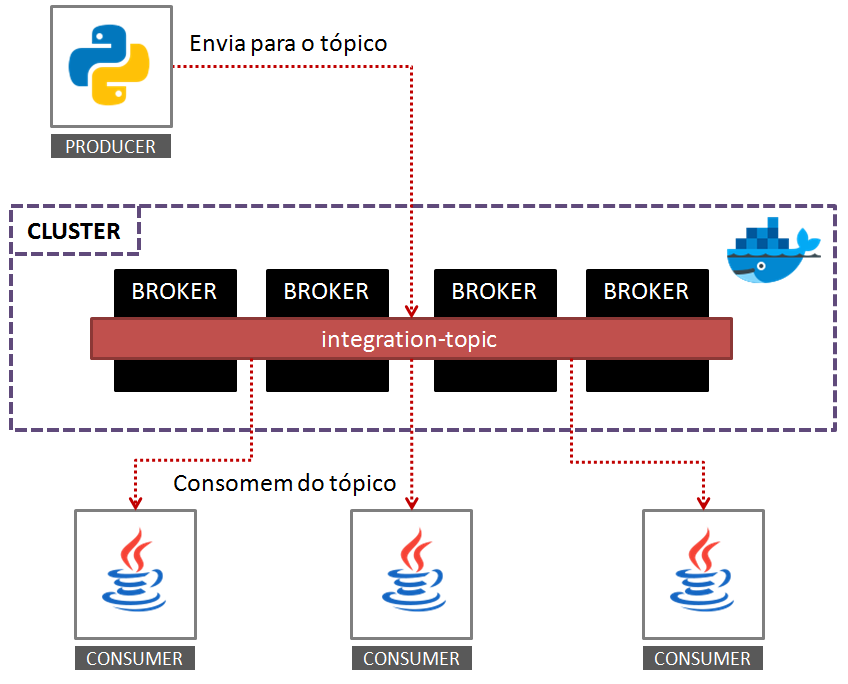 Envia para o tópico
PRODUCER
CLUSTER
BROKER
BROKER
BROKER
BROKER
integration-topic
Consomem do tópico
CONSUMER
CONSUMER
CONSUMER